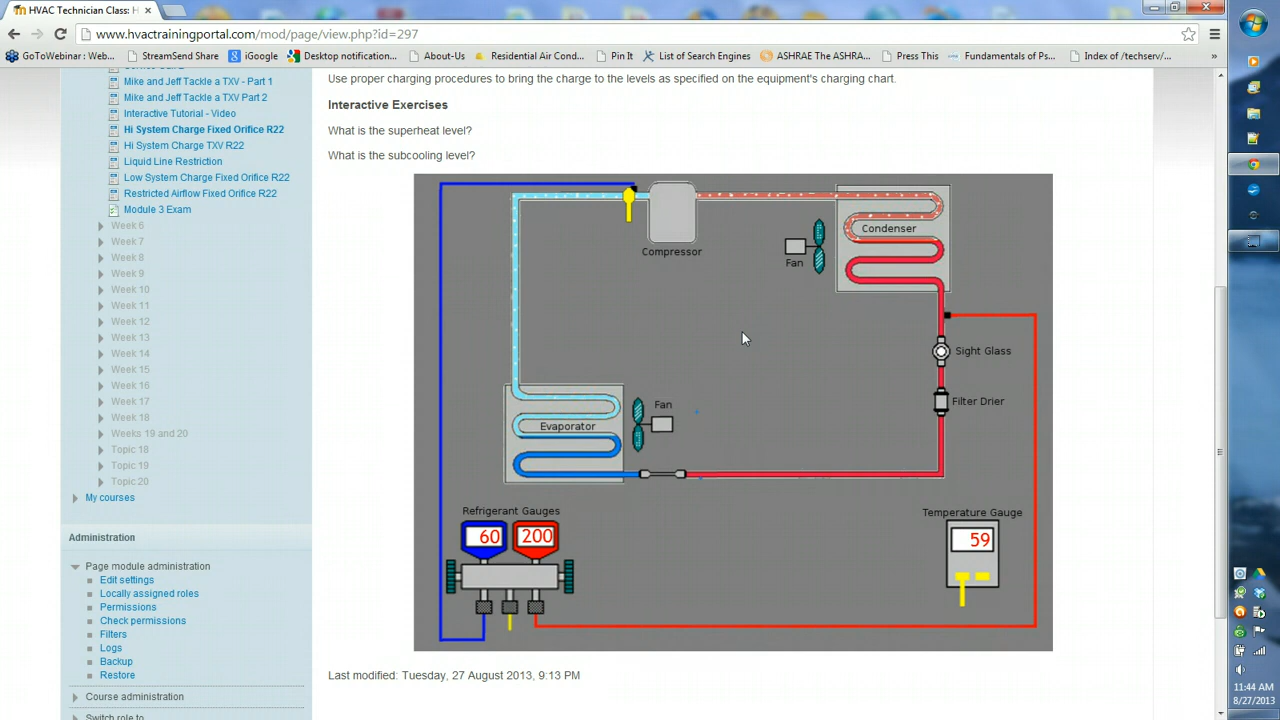 HVAC Technician Class: H
www.hvactrainingportal.com/mod/page/view.php?id=297
GoToWebinar : Web...
StreamSend Share
iGoogle
Desktop notification...
About-Us
Residential Air Cond...
Pin It
List of Search Engines
ASHRAE The ASHRA...
Press This
Fundamentals of Ps...
Index of /techserv/...
»
Mike and Jeff Tackle a TXV - Part 1
Mike and Jeff Tackle a TXV Part 2
Interactive Tutorial - Video
Hi System Charge Fixed Orifice R22
Hi System Charge TXV R22
Liquid Line Restriction
Low System Charge Fixed Orifice R22
Restricted Airflow Fixed Orifice R22
Module 3 Exam
Week 6
Week 7
Week 8
Week 9
Week 10
Week 11
Week 12
Week 13
Week 14
Week 15
Week 16
Week 17
Week 18
Weeks 19 and 20
Topic 18
Topic 19
Topic 20
My courses
Administration
Page module administration
Edit settings
Locally assigned roles
Permissions
Check permissions
Filters
Logs
Backup
Restore
Course administration
Switch role to
Use proper charging procedures to bring the charge to the levels as specified on the equipment's charging chart.
Interactive Exercises
What is the superheat level?
What is the subcooling level?
Compressor
Condenser
Fan
Sight Glass
Filter Drier
Fan
Evaporator
Refrigerant Gauges
60
200
Temperature Gauge
59
Last modified: Tuesday, 27 August 2013, 9:13 PM
11:44 AM
8/27/2013